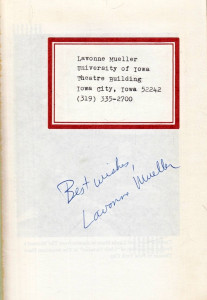 Lavonne Mueller
University of Iowa
Theatre Building
Iowa City, Iowa 52242
(319) 335-2700
Best wishes,
Lavonne Mueller